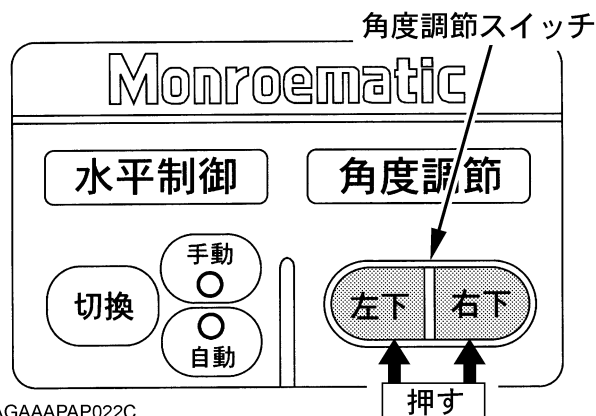 角度調節スイッチ
Monroematic
水平制御
角度調節
手動
切換
自動
左下
右下
押す
AGAAAPAP022C